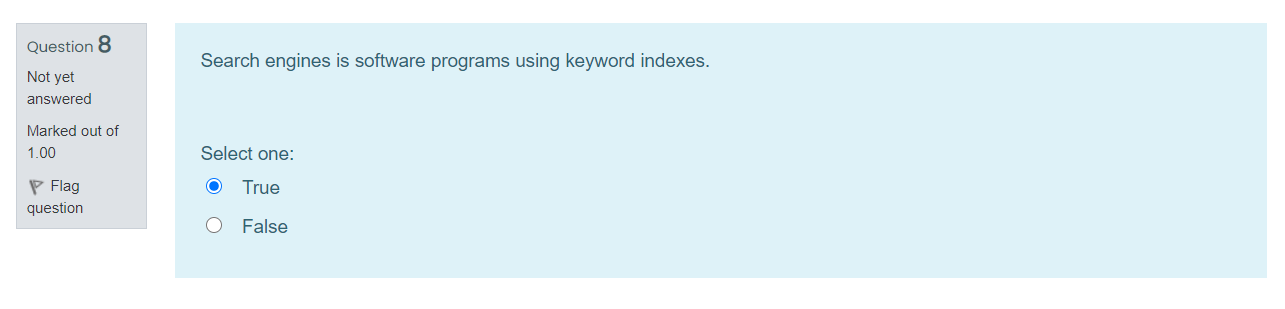 Question 8
Not yet
answered
Marked out of
1.00
Flag
question
Search engines is software programs using keyword indexes.
Select one:
True
False